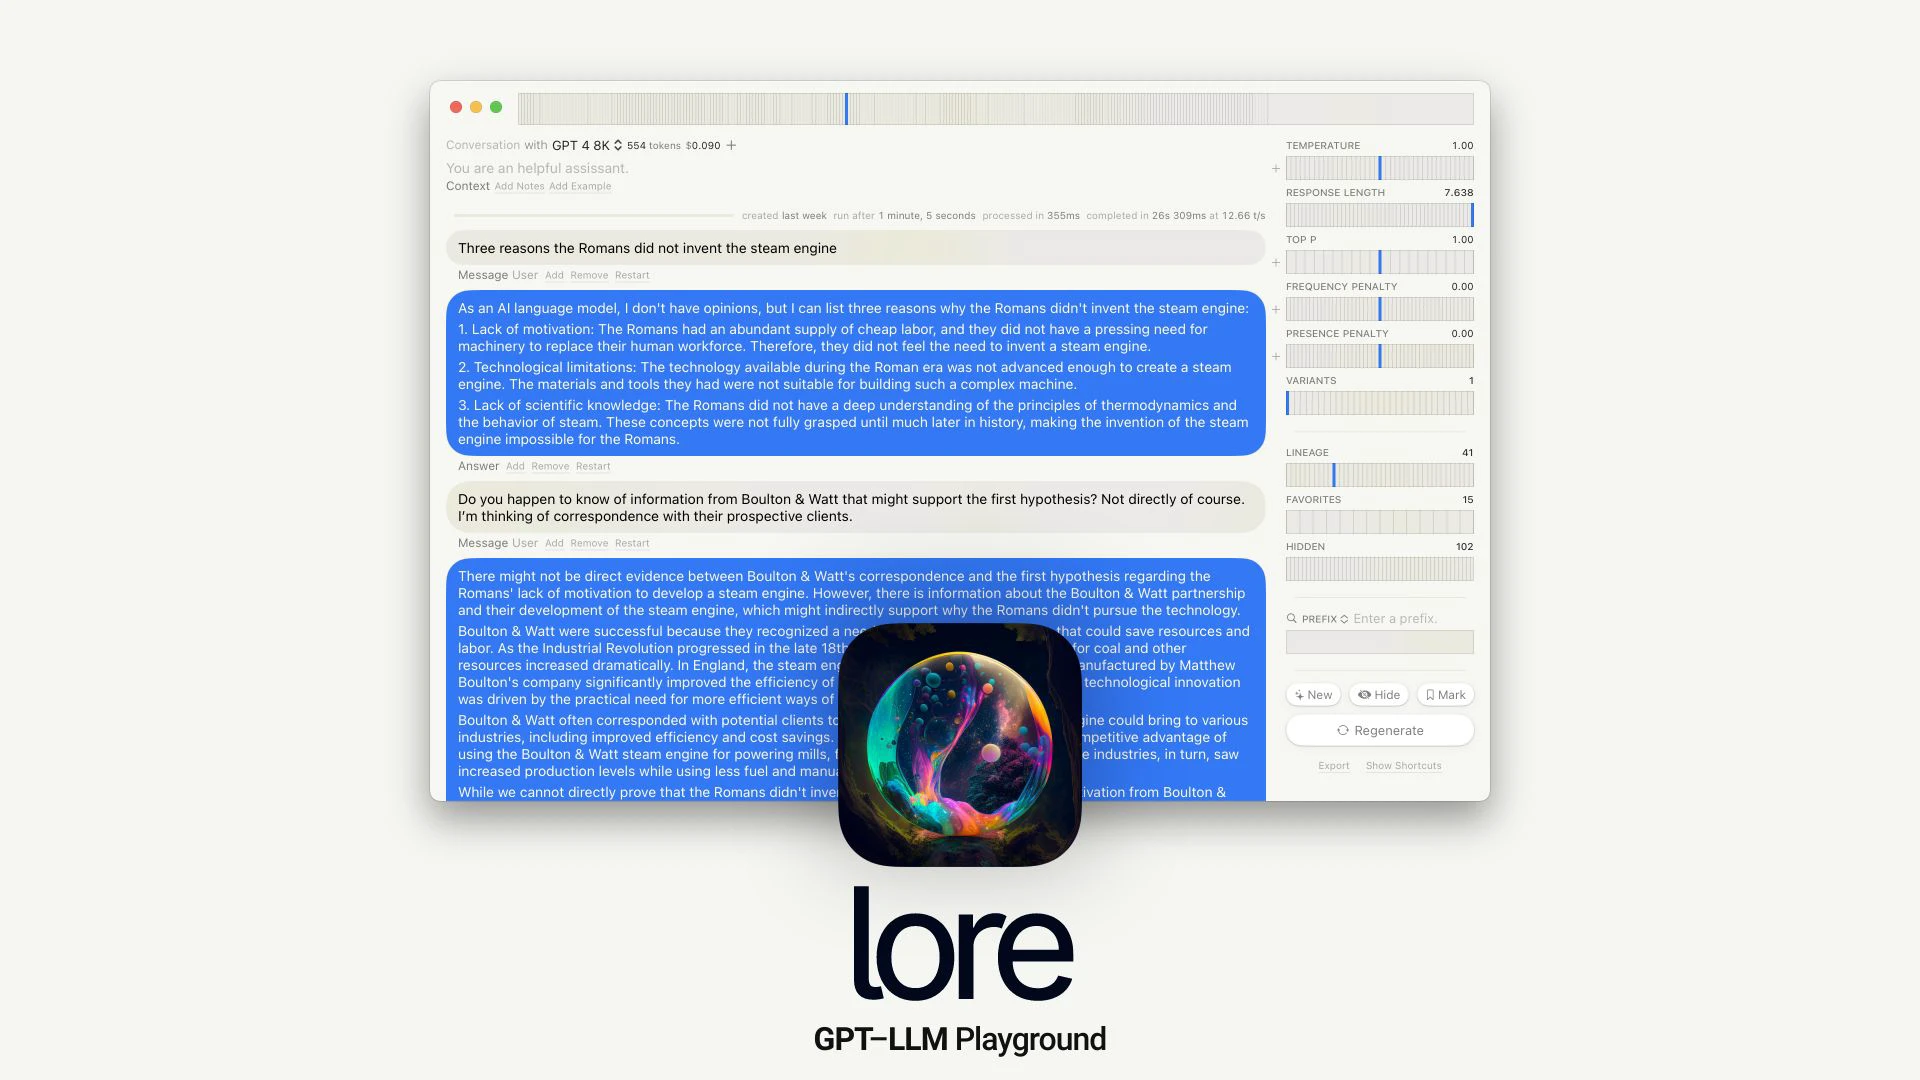 Conversation with GPT 4 8K 554 tokens $0.090 +
You are an helpful assissant.
Context Add Notes Add Example
created last week run after 1 minute, 5 seconds processed in 355ms completed in 26s 309ms at 12.66 t/s
Three reasons the Romans did not invent the steam engine
Message User Add Remove Restart
As an AI language model, I don't have opinions, but I can list three reasons why the Romans didn't invent the steam engine:
1. Lack of motivation: The Romans had an abundant supply of cheap labor, and they did not have a pressing need for
machinery to replace their human workforce. Therefore, they did not feel the need to invent a steam engine.
2. Technological limitations: The technology available during the Roman era was not advanced enough to create a steam
engine. The materials and tools they had were not suitable for building such a complex machine.
3. Lack of scientific knowledge: The Romans did not have a deep understanding of the principles of thermodynamics and
the behavior of steam. These concepts were not fully grasped until much later in history, making the invention of the steam
engine impossible for the Romans.
Answer Add Remove Restart
Do you happen to know of information from Boulton & Watt that might support the first hypothesis? Not directly of course.
I'm thinking of correspondence with their prospective clients.
Message User Add Remove Restart
There might not be direct evidence between Boulton & Watt's correspondence and the first hypothesis regarding the
Romans' lack of motivation to develop a steam engine. However, there is information about the Boulton & Watt partnership
and their development of the steam engine, which might indirectly support why the Romans didn't pursue the technology.
Boulton & Watt were successful because they recognized a that could save resources and
labor. As the Industrial Revolution progressed in the late 18th for coal and other
resources increased dramatically. In England, the steam by Matthew
Boulton's company significantly improved the efficiency of technological innovation
was driven by the practical need for more efficient ways of
Boulton & Watt often corresponded with potential clients could bring to various
industries, including improved efficiency and cost savings. advantage of
using the Boulton & Watt steam engine for powering mills, industries, in turn, saw
increased production levels while using less fuel and
While we cannot directly prove that the Romans didn't from Boulton &
TEMPERATURE 1.00
RESPONSE LENGTH 7.638
TOP P 1.00
FREQUENCY PENALTY 0.00
PRESENCE PENALTY 0.00
VARIANTS 1
LINEAGE 41
FAVORITES 15
HIDDEN 102
PREFIX Enter a prefix.
New Hide Mark
Regenerate
Export Show Shortcuts
lore
GPT–LLM Playground